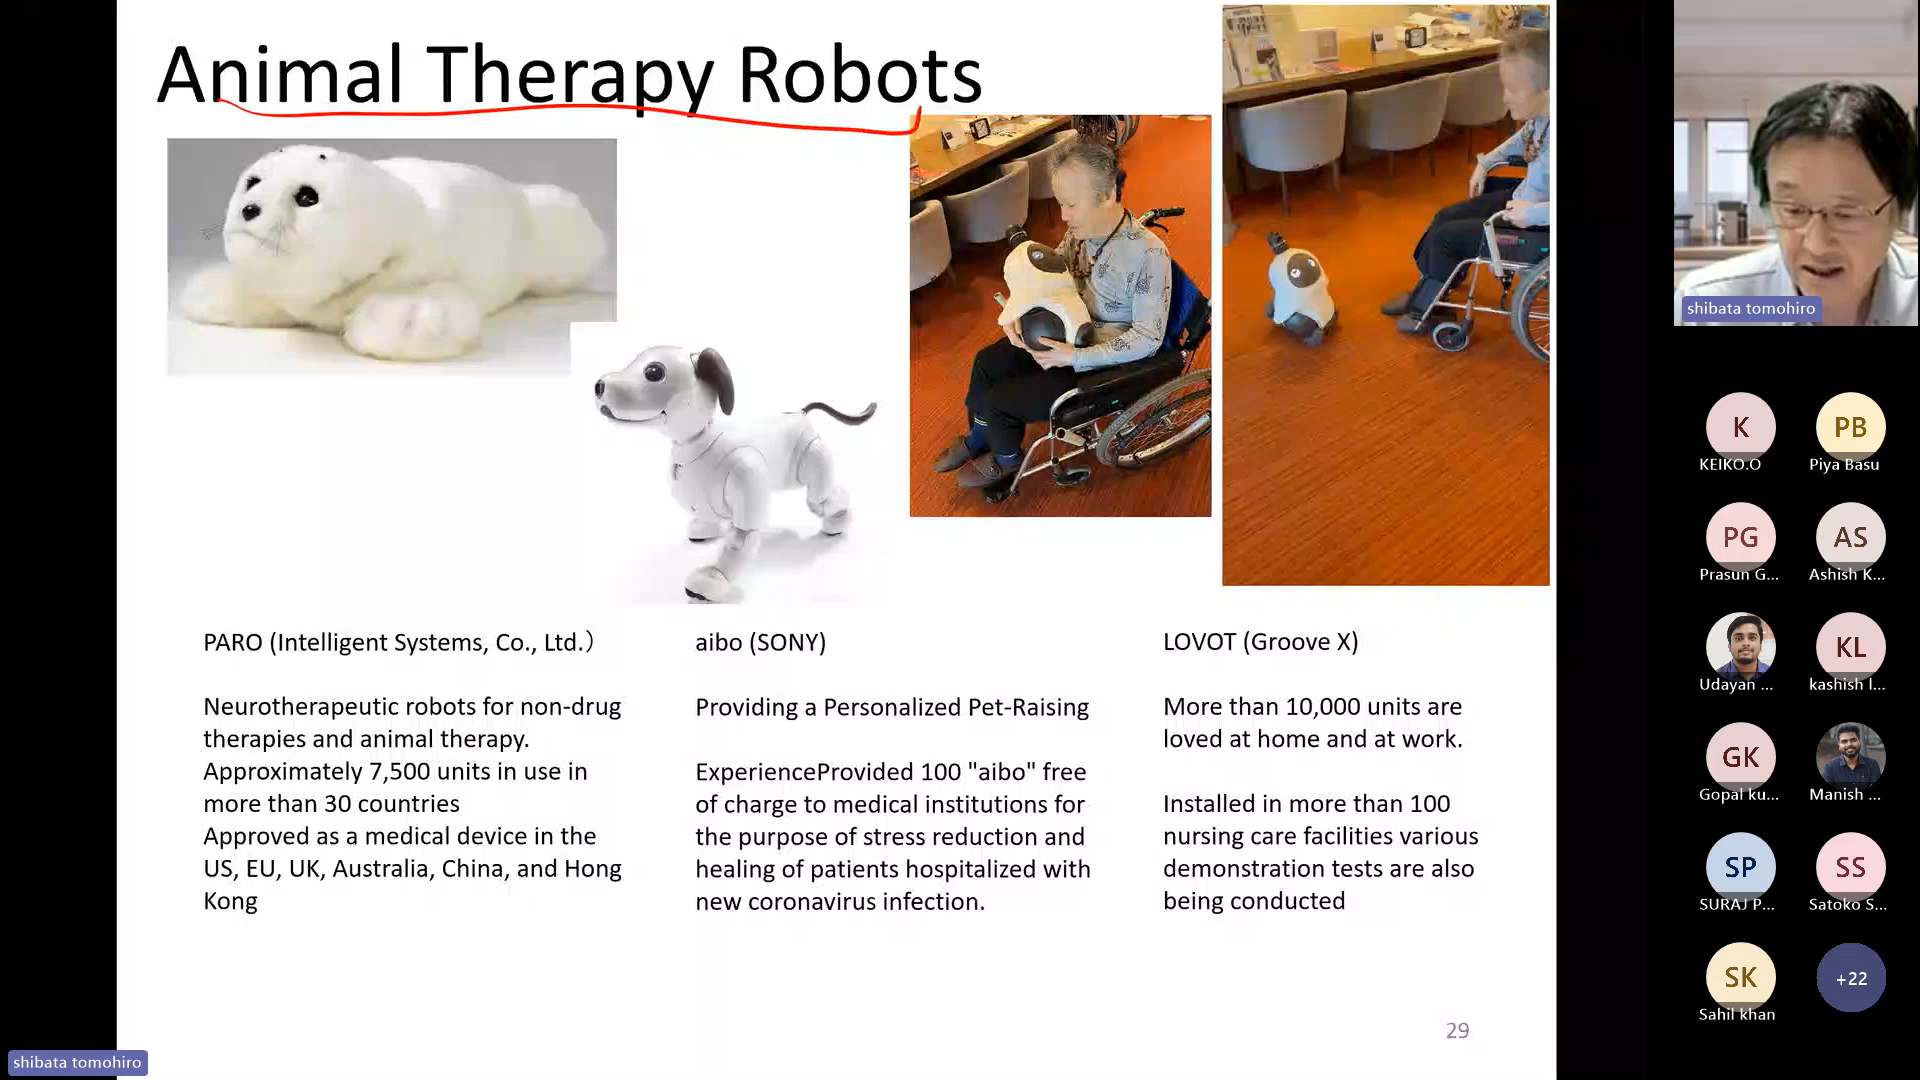 Animal Therapy Robots
PARO (Intelligent Systems, Co., Ltd.）
Neurotherapeutic robots for non-drug
therapies and animal therapy.
Approximately 7,500 units in use in
more than 30 countries
Approved as a medical device in the
US, EU, UK, Australia, China, and Hong
Kong
aibo (SONY)
Providing a Personalized Pet-Raising
ExperienceProvided 100 "aibo" free
of charge to medical institutions for
the purpose of stress reduction and
healing of patients hospitalized with
new coronavirus infection.
LOVOT (Groove X)
More than 10,000 units are
loved at home and at work.
Installed in more than 100
nursing care facilities various
demonstration tests are also
being conducted
29
shibata tomohiro
shibata tomohiro
K
KEIKO.O
PB
Piya Basu
PG
Prasun G...
AS
Ashish K...
Udayan ...
KL
kashish l...
GK
Gopal ku...
Manish ...
SP
SURAJ P...
SS
Satoko S...
SK
Sahil khan
+22